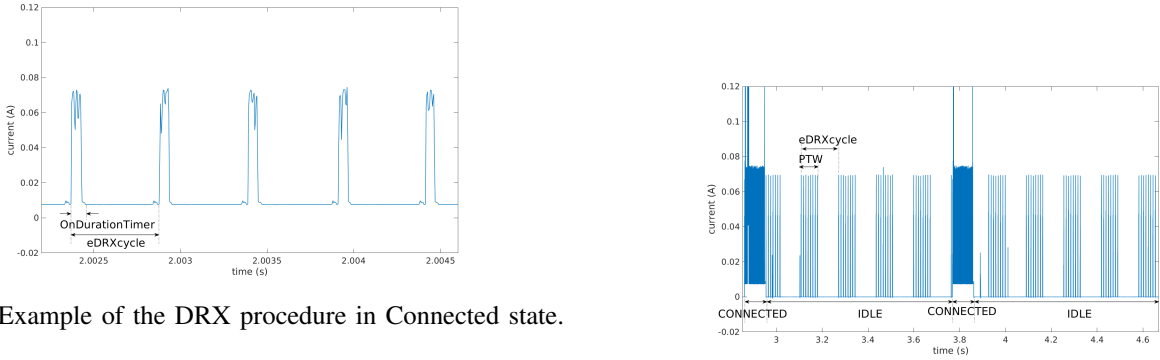 0.12
0.1
0.08
0.06
0.04
0.02
0
-0.02
current (A)
OnDurationTimer
eDRXcycle
2.0025
2.003
2.0035
2.004
2.0045
time (s)
Example of the DRX procedure in Connected state.
0.12
0.1
0.08
0.06
0.04
0.02
0
-0.02
current (A)
eDRXcycle
PTW
CONNECTED
IDLE
CONNECTED
IDLE
3
3.2
3.4
3.6
3.8
4
4.2
4.4
4.6
time (s)